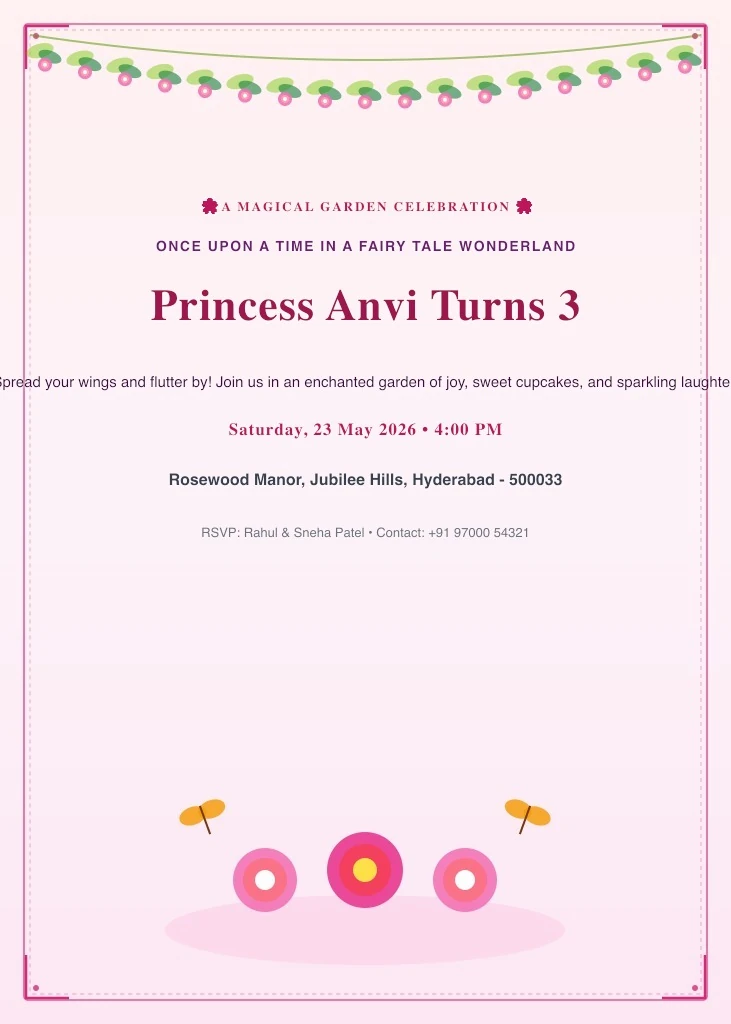 A MAGICAL GARDEN CELEBRATION
ONCE UPON A TIME IN A FAIRY TALE WONDERLAND
Princess Anvi Turns 3
Spread your wings and flutter by! Join us in an enchanted garden of joy, sweet cupcakes, and sparkling laughte
Saturday, 23 May 2026 • 4:00 PM
Rosewood Manor, Jubilee Hills, Hyderabad - 500033
RSVP: Rahul & Sneha Patel • Contact: +91 97000 54321